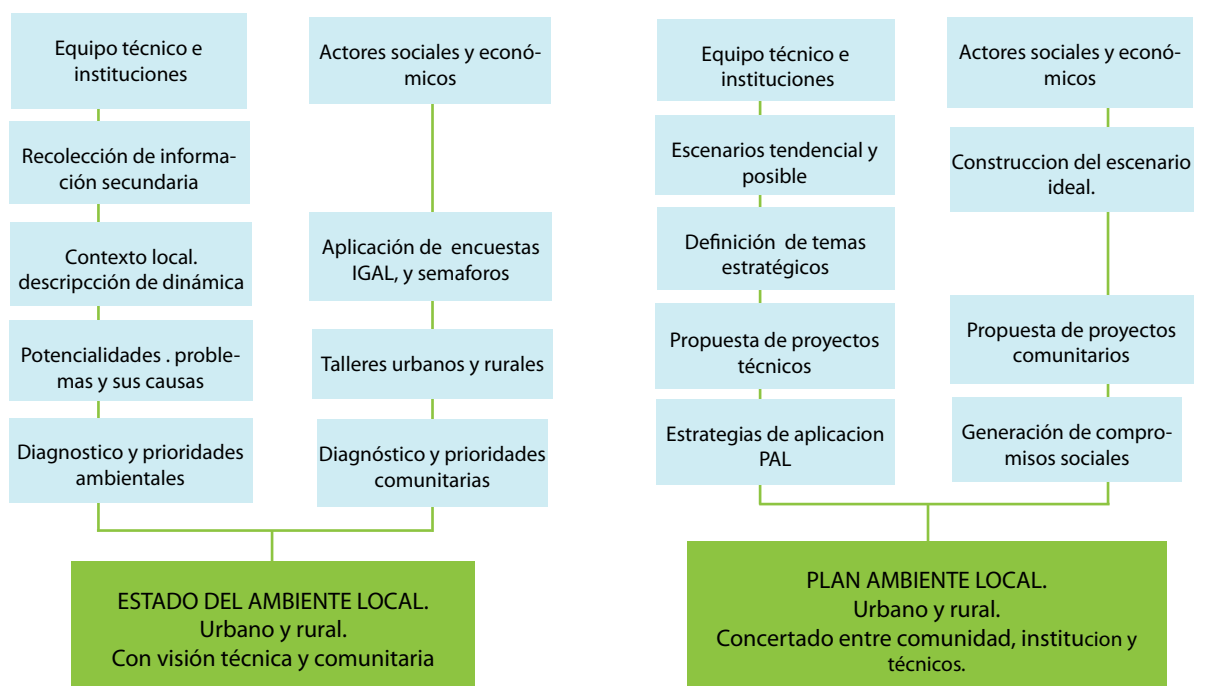 Equipo técnico e
instituciones
Recolección de informa-
ción secundaria
Contexto local.
descripcción de dinámica
Potencialidades . proble-
mas y sus causas
Diagnostico y prioridades
ambientales
Actores sociales y econó-
micos
Aplicación de encuestas
IGAL, y semaforos
Talleres urbanos y rurales
Diagnóstico y prioridades
comunitarias
ESTADO DEL AMBIENTE LOCAL.
Urbano y rural.
Con visión técnica y comunitaria
Equipo técnico e
instituciones
Escenarios tendencial y
posible
Definición de temas
estratégicos
Propuesta de proyectos
técnicos
Estrategias de aplicacion
PAL
Actores sociales y econó-
micos
Construccion del escenario
ideal.
Propuesta de proyectos
comunitarios
Generación de compro-
misos sociales
PLAN AMBIENTE LOCAL.
Urbano y rural.
Concertado entre comunidad, institucion y
técnicos.